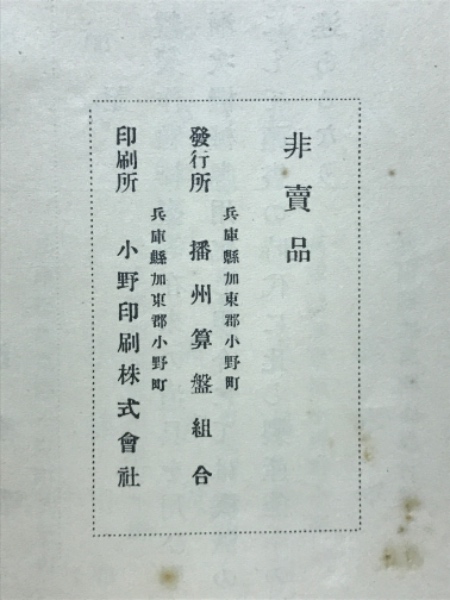 非賣品
兵庫縣加東郡小野町
發行所 播州算盤組合
兵庫縣加東郡小野町
印刷所 小野印刷株式會社